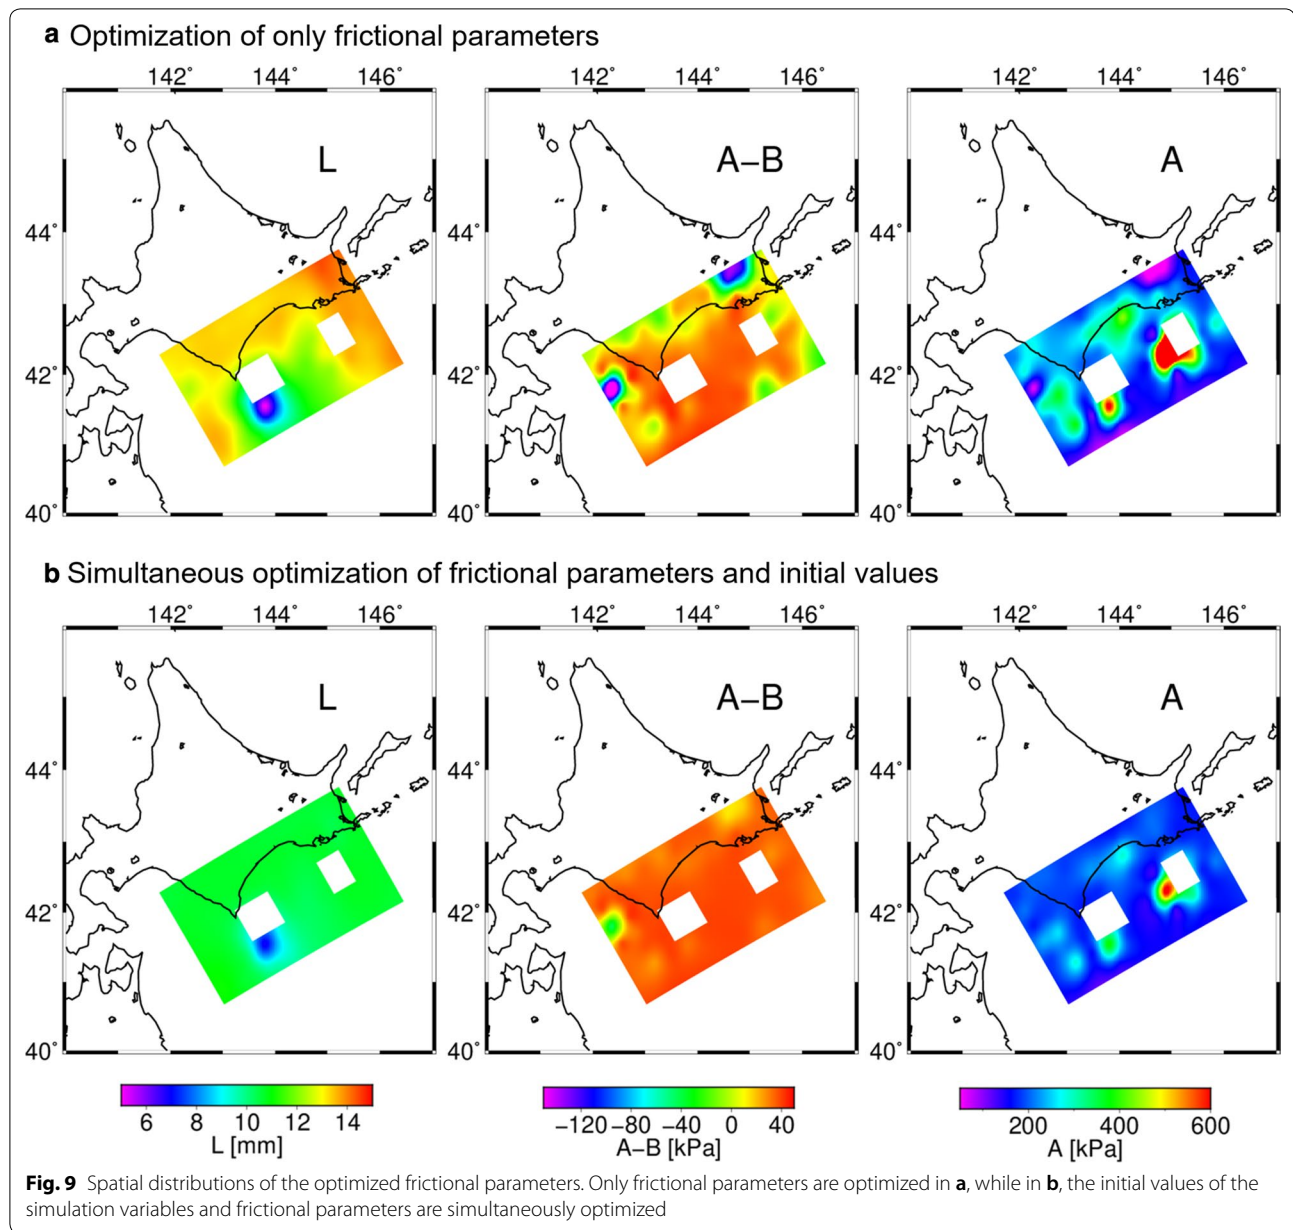 a Optimization of only frictional parameters
142° 144° 146° 142° 144° 146° 142° 144° 146°
L A−B A
44° 44° 44°
42° 42° 42°
40° 40° 40°
b Simultaneous optimization of frictional parameters and initial values
142° 144° 146° 142° 144° 146° 142° 144° 146°
L A−B A
44° 44° 44°
42° 42° 42°
40° 40° 40°
6 8 10 12 14 −120 −80 −40 0 40 200 400 600
L [mm] A−B [kPa] A [kPa]
Fig. 9 Spatial distributions of the optimized frictional parameters. Only frictional parameters are optimized in a, while in b, the initial values of the
simulation variables and frictional parameters are simultaneously optimized